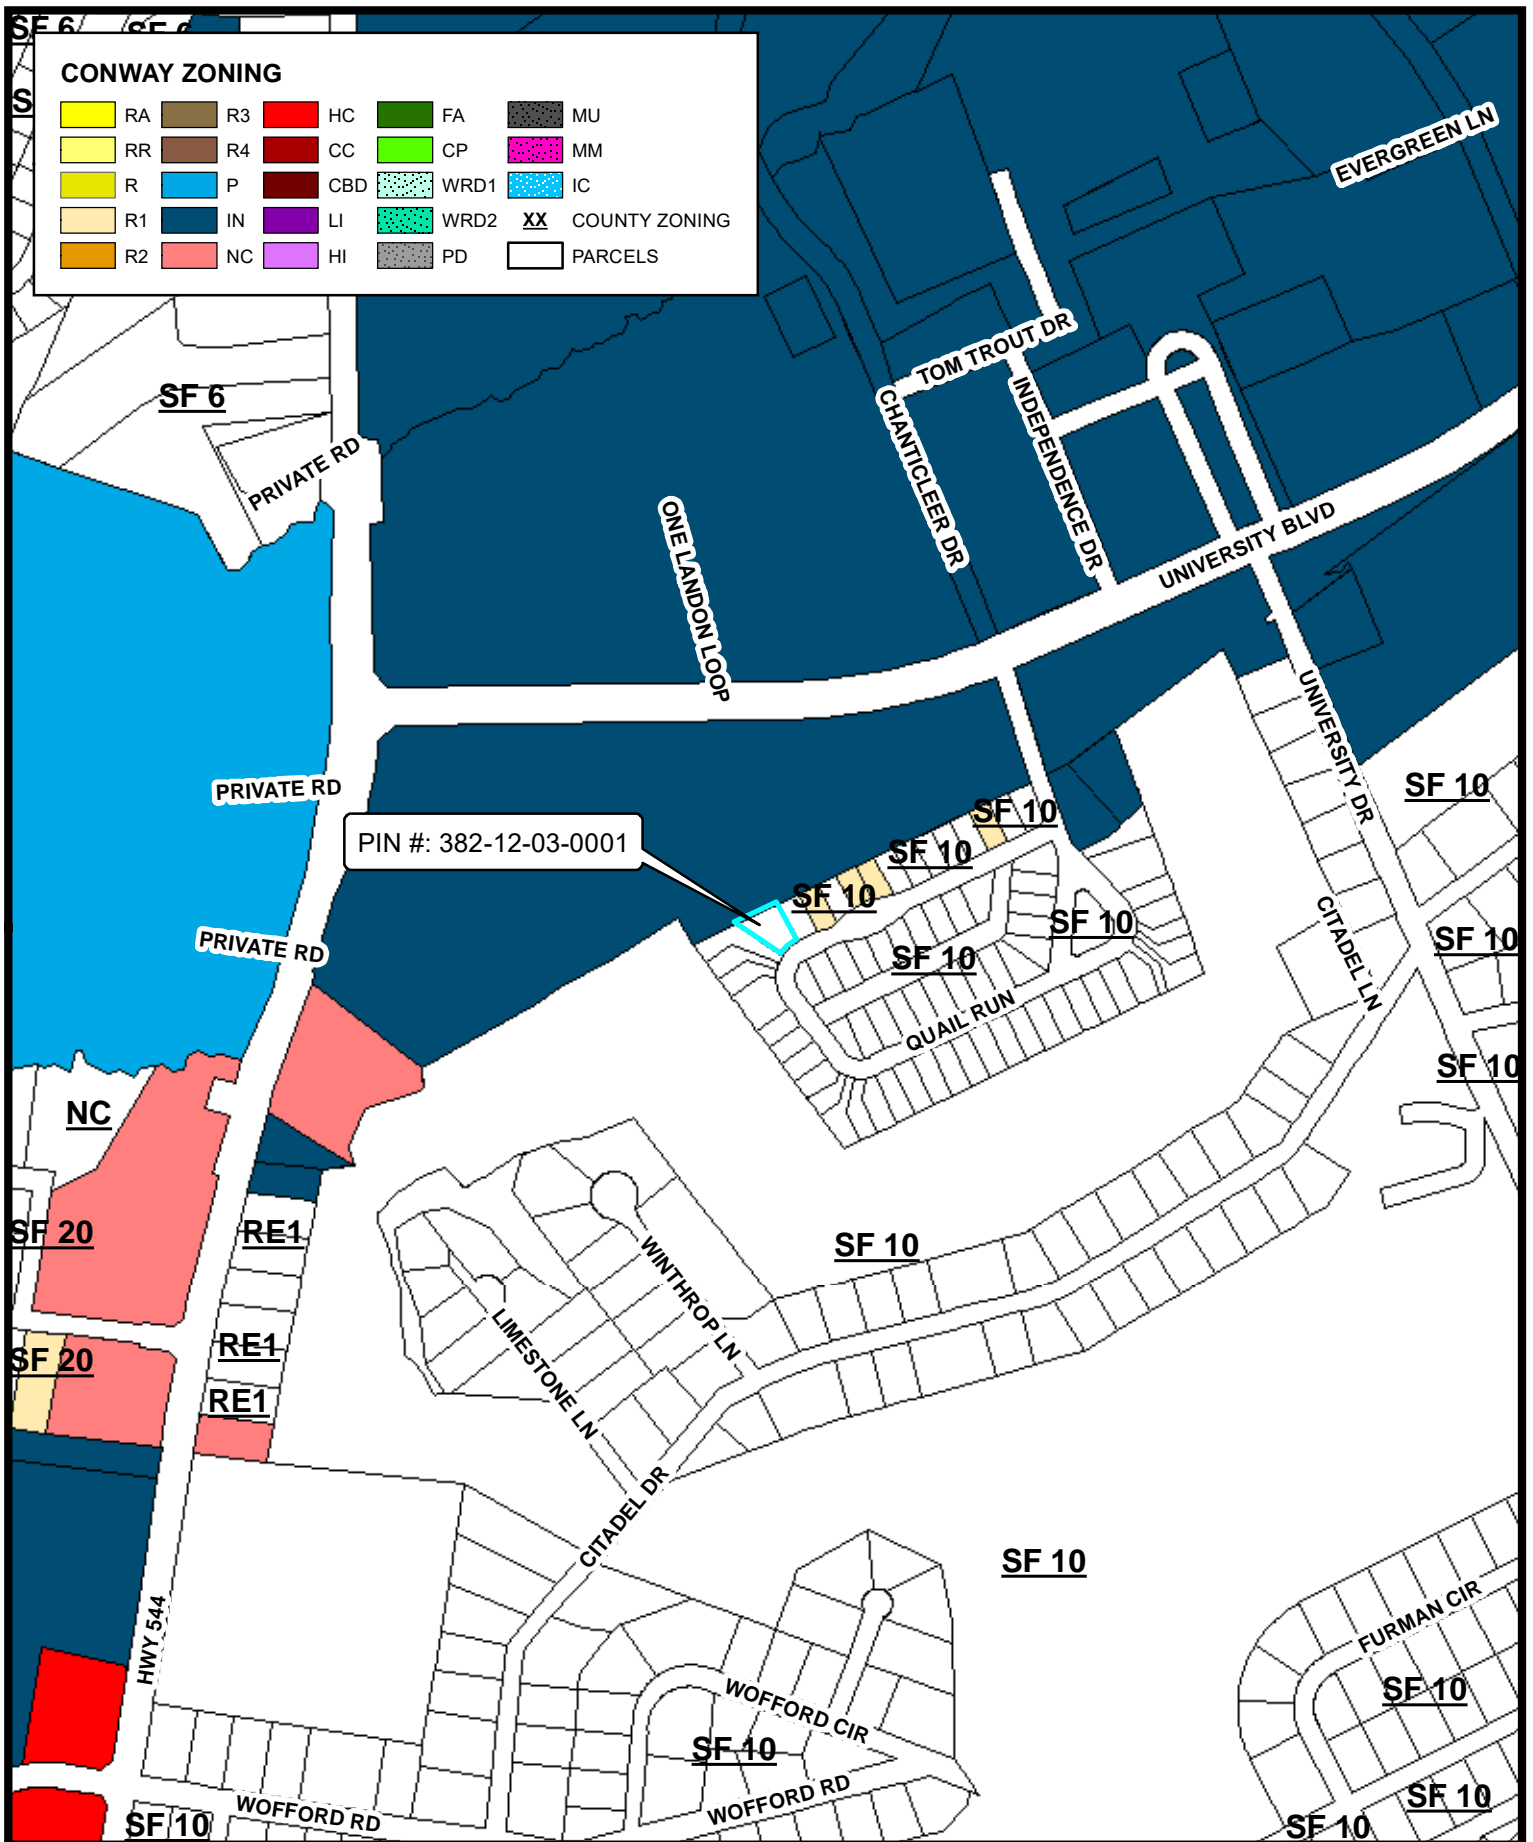 SF 6
SF 6
CONWAY ZONING
RA R3 HC FA MU
RR R4 CC CP MM
R P CBD WRD1 IC
R1 IN LI WRD2 XX COUNTY ZONING
R2 NC HI PD PARCELS
EVERGREEN LN
TOM TROUT DR
SF 6
INDEPENDENCE DR
CHANTICLEER DR
PRIVATE RD
ONE LANDON LOOP
UNIVERSITY BLVD
UNIVERSITY DR
PRIVATE RD
SF 10
SF 10
PIN #: 382-12-03-0001
SF 10
SF 10
SF 10
CITADEL LN
SF 10
PRIVATE RD
SF 10
QUAIL RUN
SF 10
NC
SF 20
RE1
SF 10
WINTHROP LN
LIMESTONE LN
RE1
SF 20
RE1
CITADEL DR
SF 10
HWY 544
FURMAN CIR
SF 10
WOFFORD CIR
SF 10
WOFFORD RD
WOFFORD RD
SF 10
SF 10
SF 10